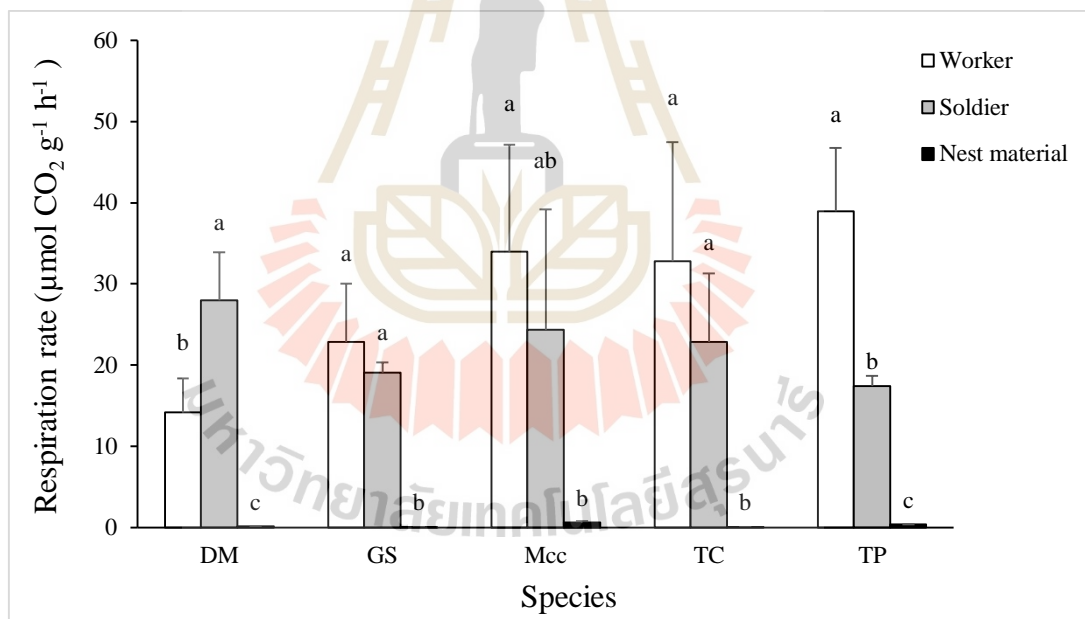 60
50
40
30
20
10
0
Respiration rate (µmol CO₂ g⁻¹ h⁻¹ )
Worker
Soldier
Nest material
b
a
c
a
a
b
a
ab
b
a
a
b
a
b
c
DM
GS
Mcc
TC
TP
Species
มหาวิทยาลัยเทคโนโลยีสุรนารี